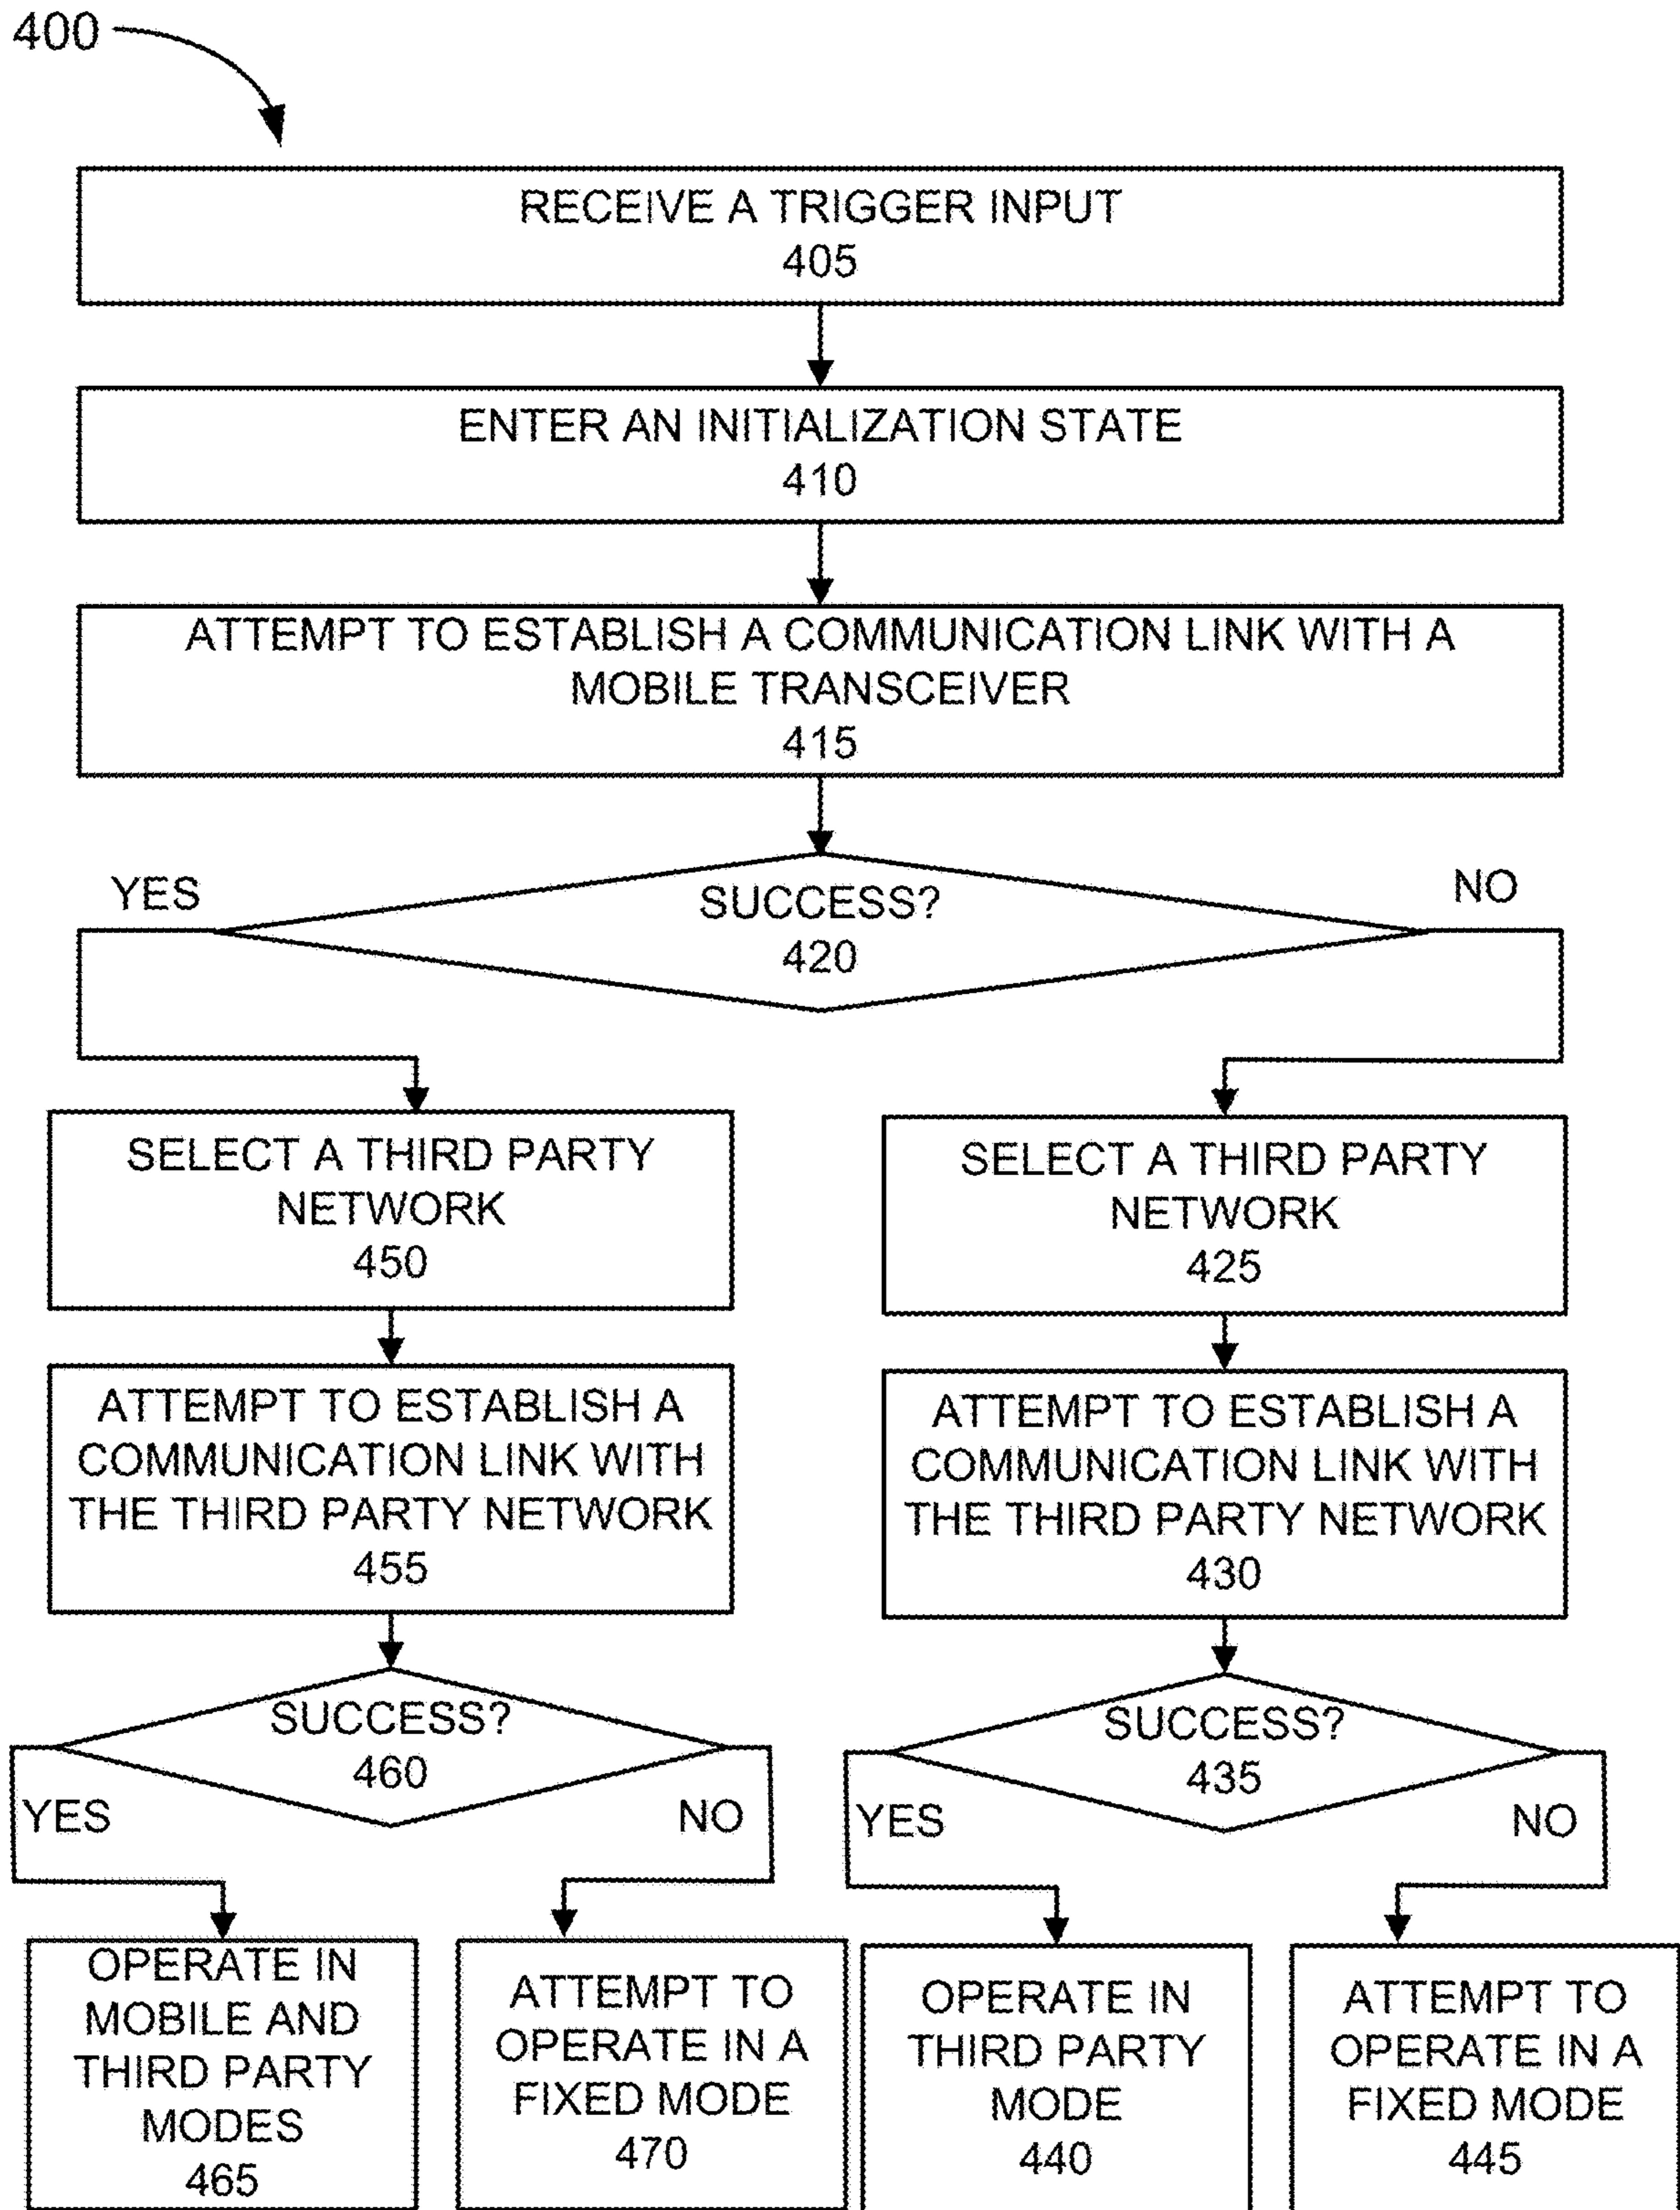 400
RECEIVE A TRIGGER INPUT
405
ENTER AN INITIALIZATION STATE
410
ATTEMPT TO ESTABLISH A COMMUNICATION LINK WITH A
MOBILE TRANSCEIVER
415
YES
SUCCESS?
420
NO
SELECT A THIRD PARTY
NETWORK
450
SELECT A THIRD PARTY
NETWORK
425
ATTEMPT TO ESTABLISH A
COMMUNICATION LINK WITH
THE THIRD PARTY NETWORK
455
ATTEMPT TO ESTABLISH A
COMMUNICATION LINK WITH
THE THIRD PARTY NETWORK
430
SUCCESS?
460
YES
NO
SUCCESS?
435
YES
NO
OPERATE IN
MOBILE AND
THIRD PARTY
MODES
465
ATTEMPT TO
OPERATE IN A
FIXED MODE
470
OPERATE IN
THIRD PARTY
MODE
440
ATTEMPT TO
OPERATE IN A
FIXED MODE
445